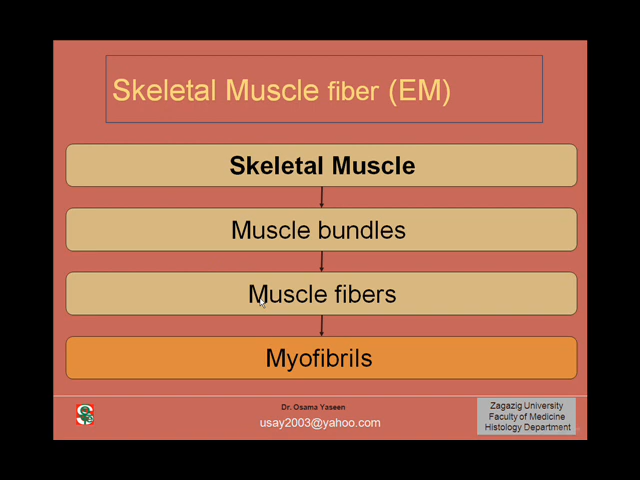 Skeletal Muscle fiber (EM)
Skeletal Muscle
Muscle bundles
Muscle fibers
Myofibrils
Dr. Osama Yaseen
usay2003@yahoo.com
Zagazig University
Faculty of Medicine
Histology Department